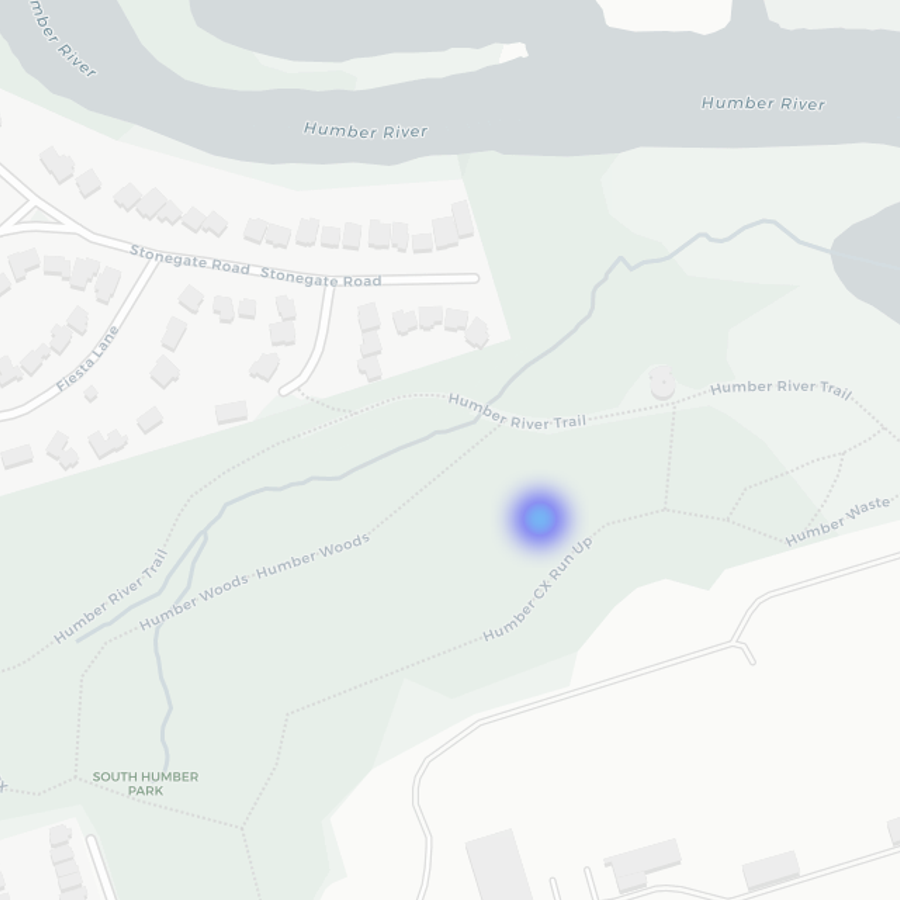 mber River
Humber River
Humber River
Stonegate Road
Stonegate Road
Fiesta Lane
Humber River Trail
Humber River Trail
Humber River Trail
Humber Woods
Humber Woods
Humber CX Run Up
Humber Waste
SOUTH HUMBER
PARK